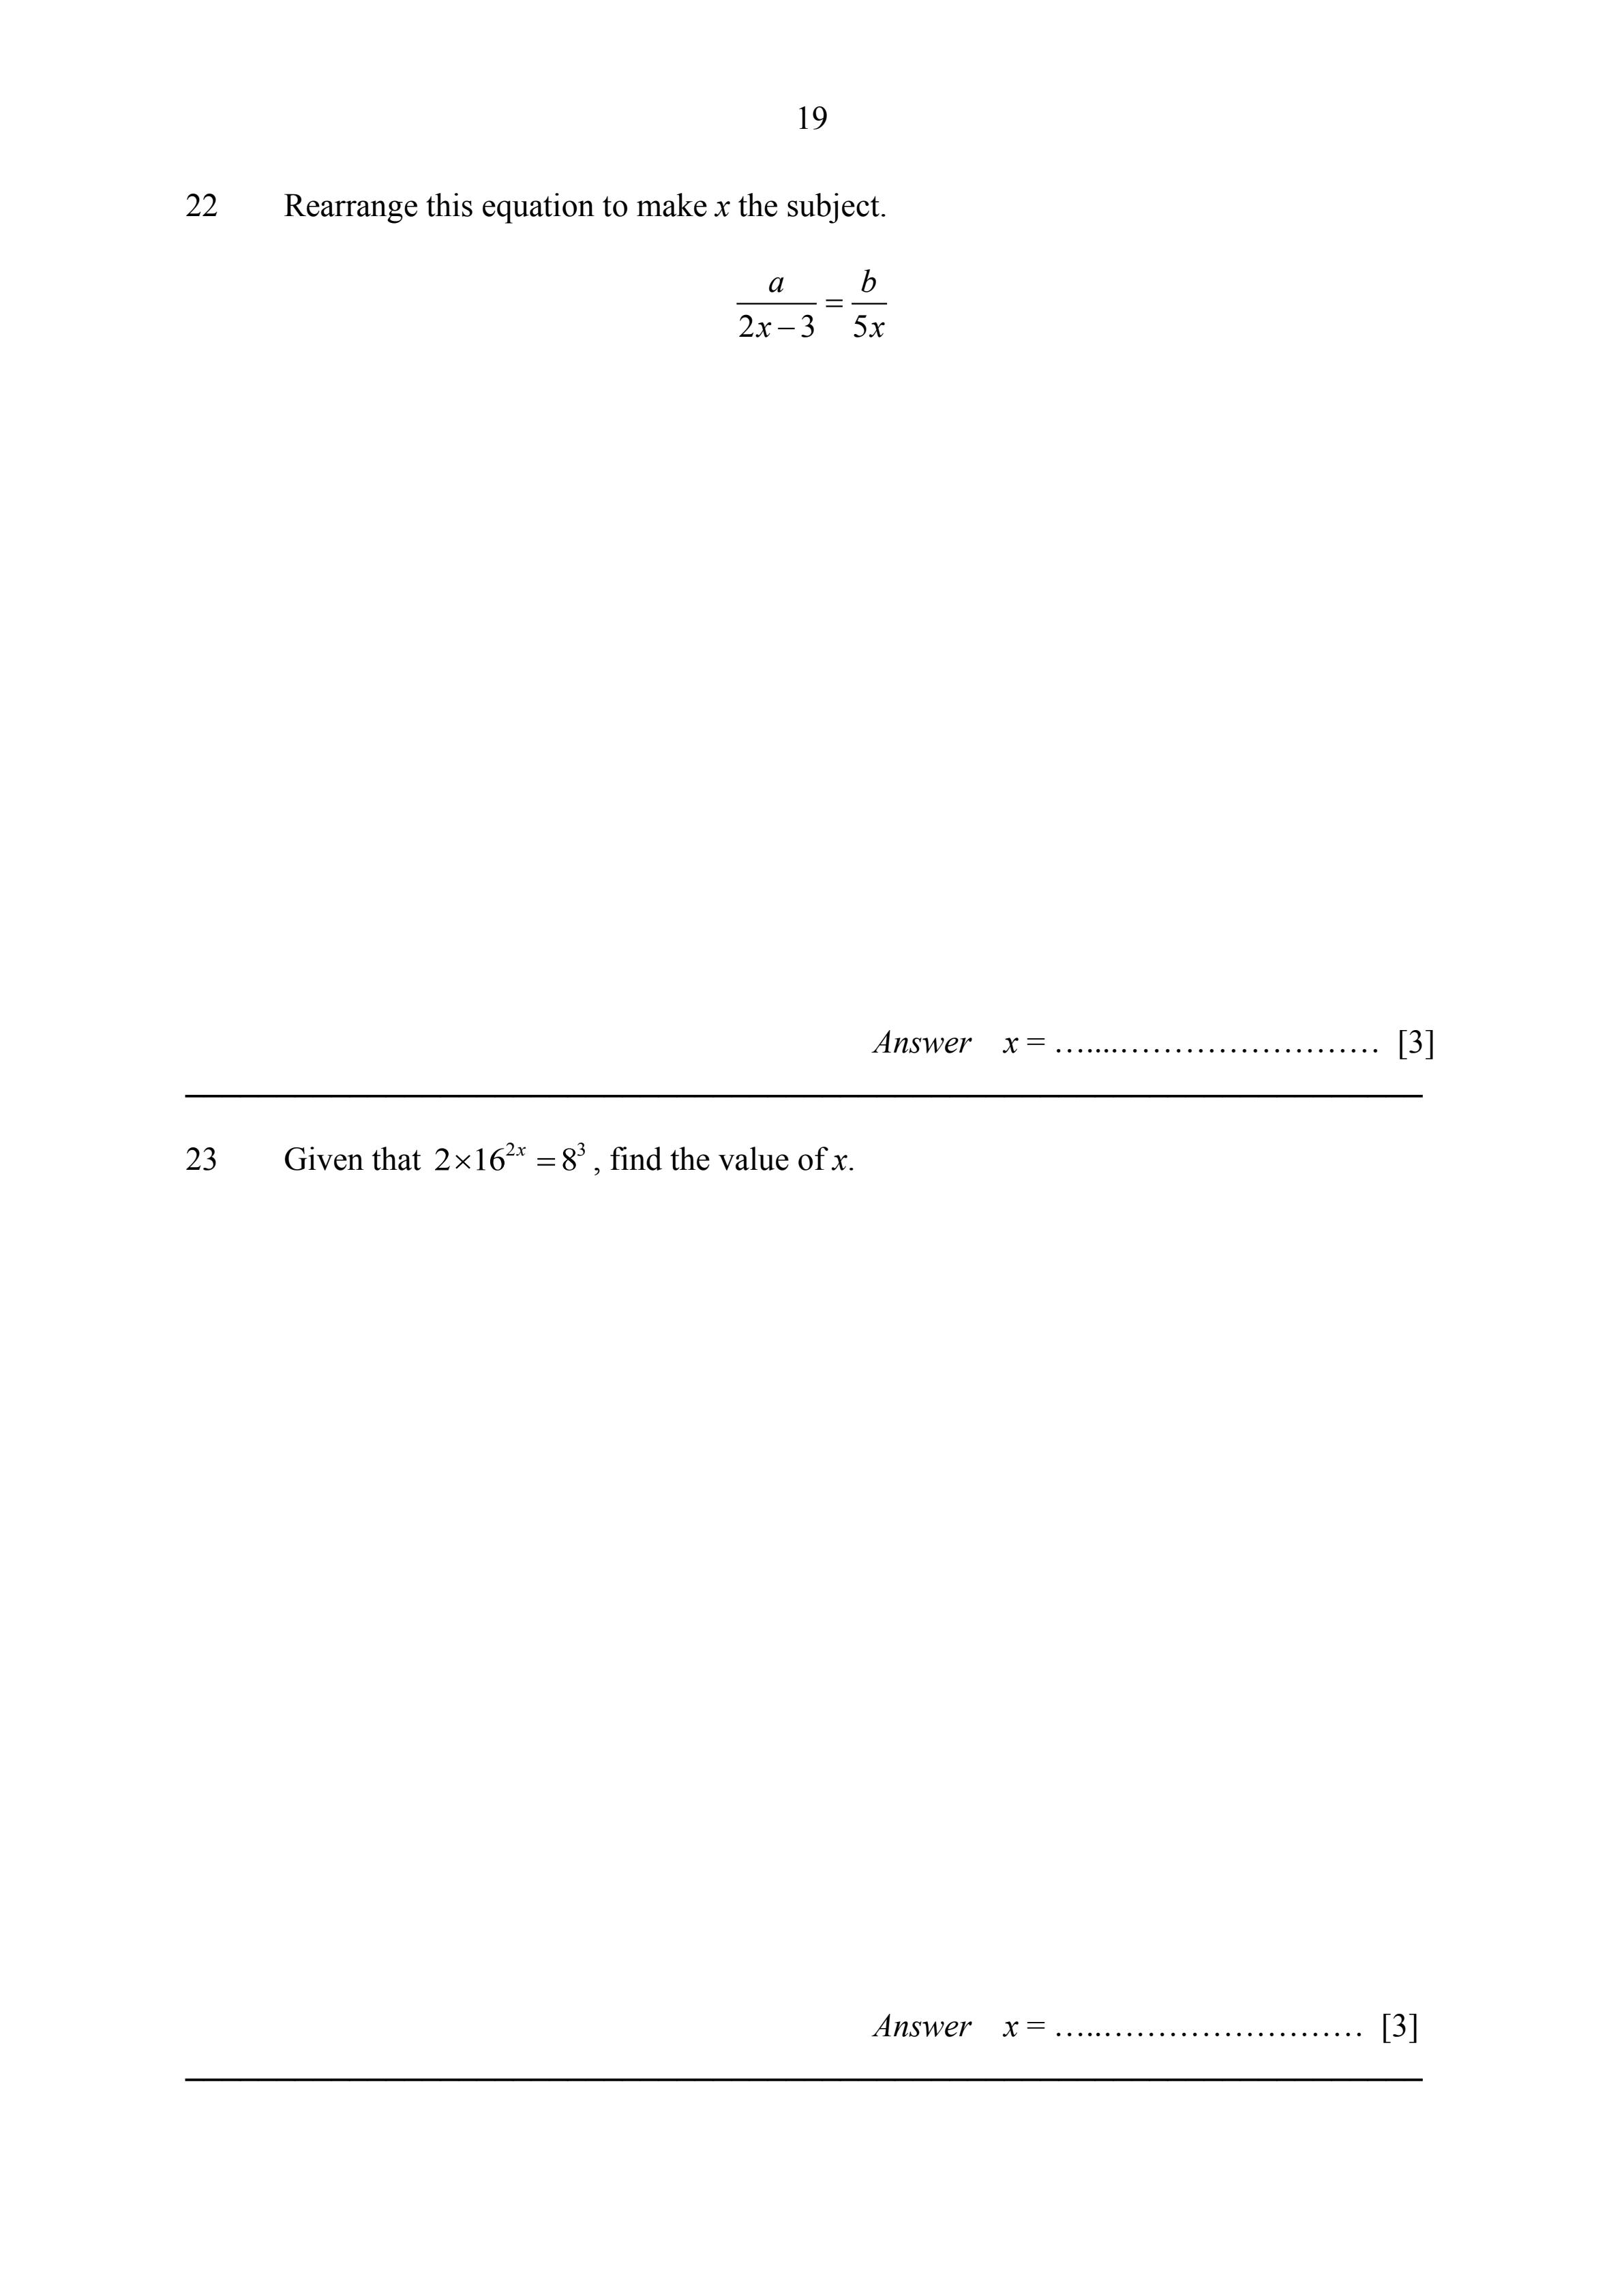 19
22 Rearrange this equation to make x the subject.
\frac{a}{2x-3} = \frac{b}{5x}
Answer x = …....…………………… [3]
23 Given that 2×16^{2x} = 8^3 , find the value of x.
Answer x = …..…………………… [3]